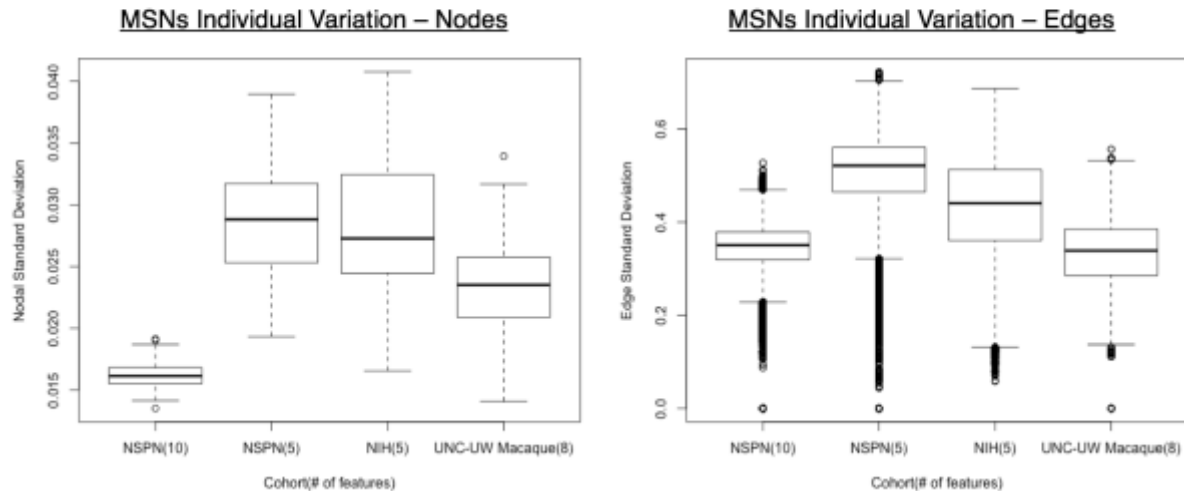 MSNs Individual Variation – Nodes
Nodal Standard Deviation
0.040
0.035
0.030
0.025
0.020
0.015
NSPN(10) NSPN(5) NIH(5) UNC-UW Macaque(8)
Cohort(# of features)
MSNs Individual Variation – Edges
Edge Standard Deviation
0.6
0.4
0.2
0.0
NSPN(10) NSPN(5) NIH(5) UNC-UW Macaque(8)
Cohort(# of features)